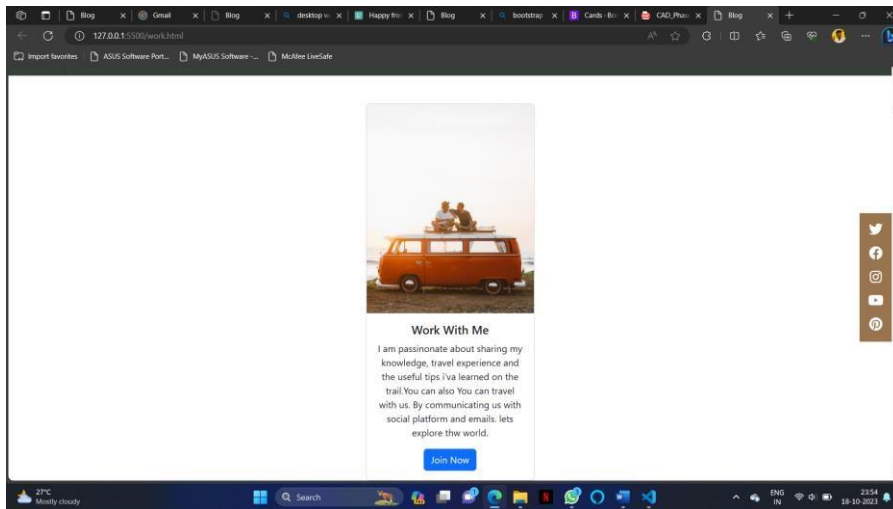 Blog
Gmail
Blog
desktop w
Happy frie
Blog
bootstrap
Cards · Bo
CAD_Phas
Blog
127.0.0.1:5500/work.html
Import favorites
ASUS Software Port...
MyASUS Software -...
McAfee LiveSafe
Work With Me
I am passinonate about sharing my
knowledge, travel experience and
the useful tips i'va learned on the
trail.You can also You can travel
with us. By communicating us with
social platform and emails. lets
explore thw world.
Join Now
27°C
Mostly cloudy
Search
ENG
IN
23:54
18-10-2023